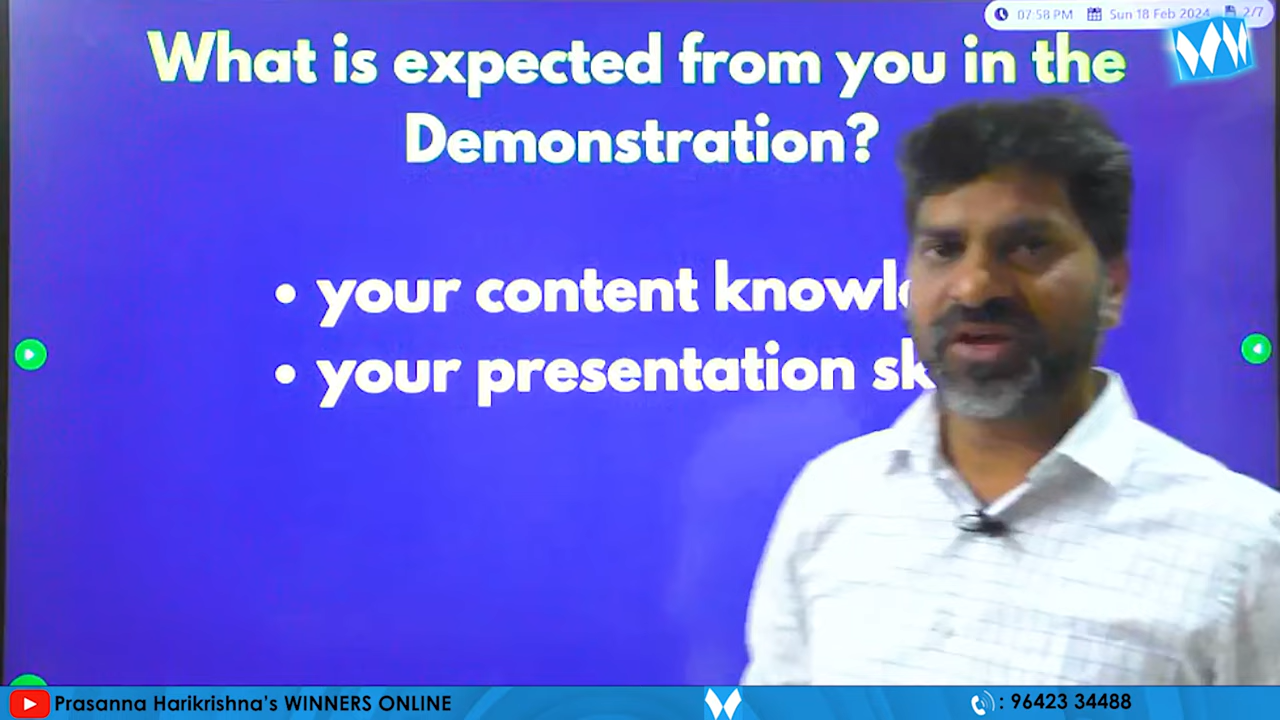 07:58 PM Sun 18 Feb 2024 2/7
What is expected from you in the
Demonstration?
• your content knowl
• your presentation sk
Prasanna Harikrishna's WINNERS ONLINE
: 96423 34488